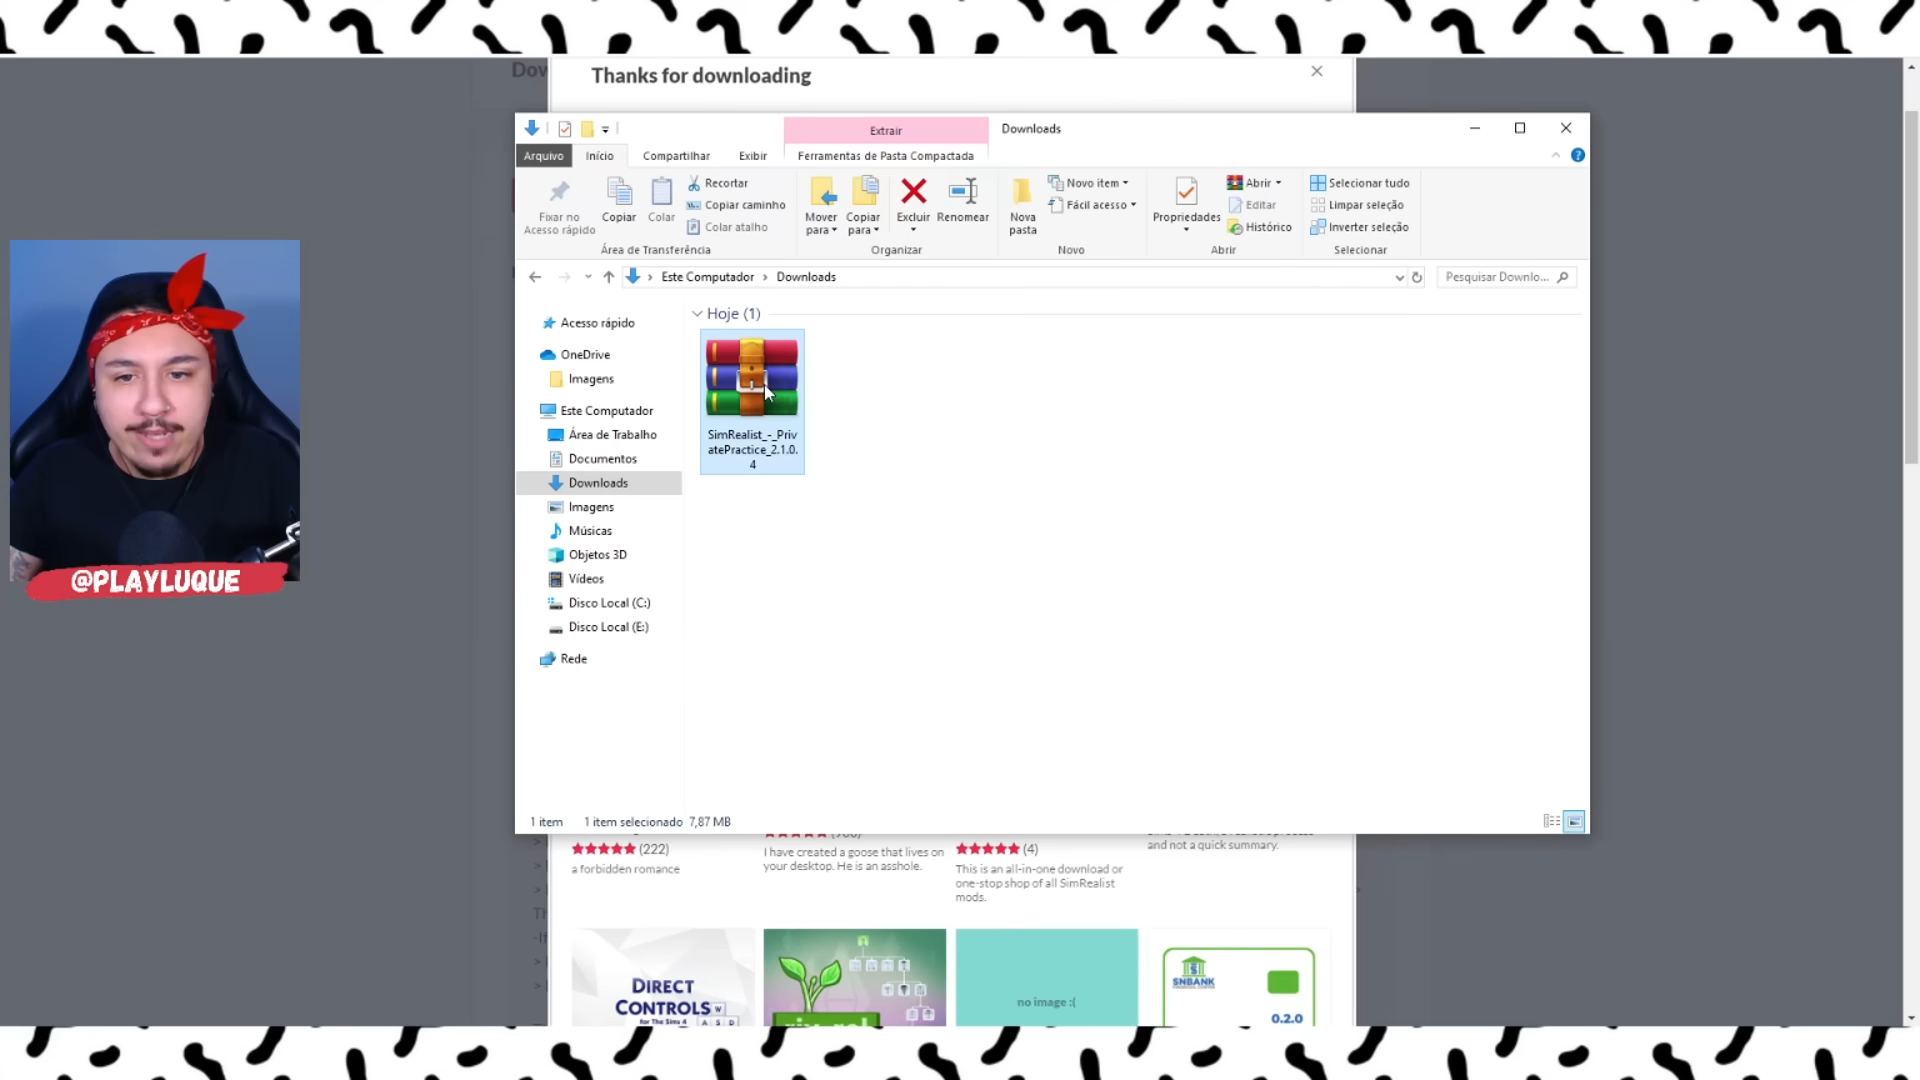 Dow
Thanks for downloading
Extrair
Downloads
Arquivo
Início
Compartilhar
Exibir
Ferramentas de Pasta Compactada
Fixar no
Acesso rápido
Copiar
Colar
Recortar
Copiar caminho
Colar atalho
Área de Transferência
Mover
para
Copiar
para
Excluir
Renomear
Organizar
Nova
pasta
Novo item
Fácil acesso
Novo
Propriedades
Abrir
Editar
Histórico
Abrir
Selecionar tudo
Limpar seleção
Inverter seleção
Selecionar
Este Computador > Downloads
Pesquisar Downlo...
Acesso rápido
OneDrive
Imagens
Este Computador
Área de Trabalho
Documentos
Downloads
Imagens
Músicas
Objetos 3D
Vídeos
Disco Local (C:)
Disco Local (E:)
Rede
Hoje (1)
SimRealist_-_Priv
atePractice_2.1.0.
4
@PLAYLUQUE
1 item
1 item selecionado 7,87 MB
(222)
a forbidden romance
I have created a goose that lives on
your desktop. He is an asshole.
(4)
This is an all-in-one download or
one-stop shop of all SimRealist
mods.
and not a quick summary.
DIRECT
CONTROLS
for The Sims 4
W
A S D
no image :(
SNBANK
0.2.0